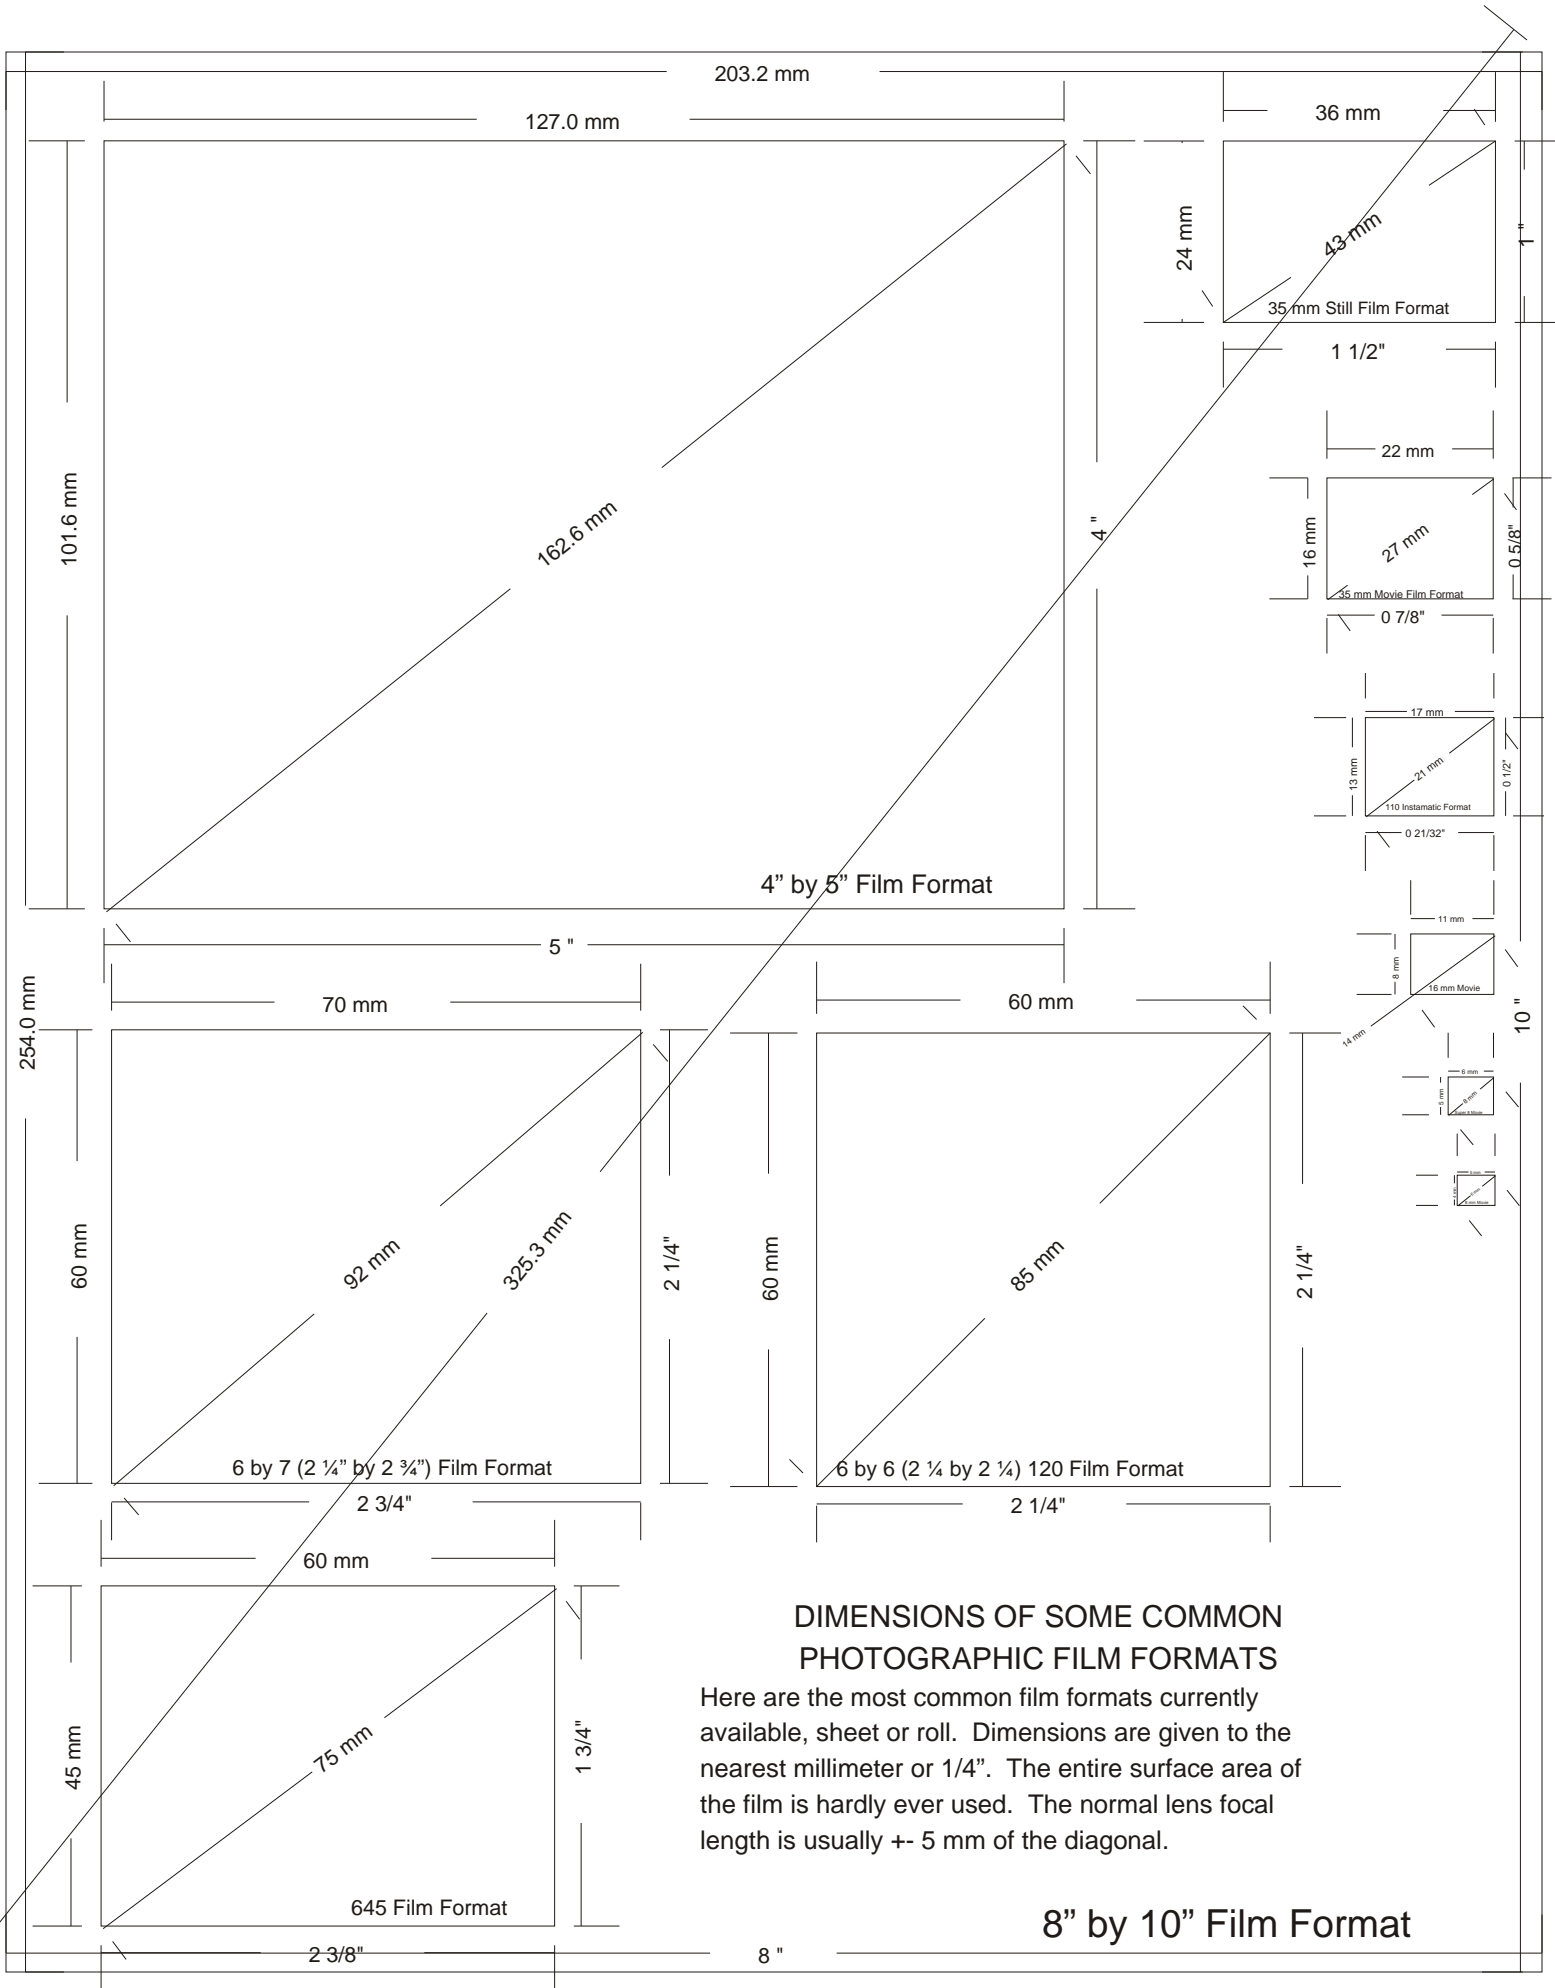 203.2 mm
127.0 mm
36 mm
101.6 mm
162.6 mm
4 "
24 mm
43 mm
1 "
35 mm Still Film Format
1 1/2"
22 mm
16 mm
27 mm
0 5/8"
35 mm Movie Film Format
0 7/8"
17 mm
13 mm
21 mm
0 1/2"
110 Instamatic Format
0 21/32"
4” by 5” Film Format
5 "
11 mm
8 mm
16 mm Movie
14 mm
254.0 mm
10 "
70 mm
60 mm
92 mm
325.3 mm
2 1/4"
6 by 7 (2 ¼” by 2 ¾”) Film Format
2 3/4"
60 mm
60 mm
85 mm
2 1/4"
6 by 6 (2 ¼ by 2 ¼) 120 Film Format
2 1/4"
6 mm
5 mm
8 mm
Super 8 Movie
8 mm Movie
60 mm
45 mm
75 mm
1 3/4"
645 Film Format
2 3/8"
DIMENSIONS OF SOME COMMON
PHOTOGRAPHIC FILM FORMATS
Here are the most common film formats currently
available, sheet or roll.  Dimensions are given to the
nearest millimeter or 1/4”.  The entire surface area of
the film is hardly ever used.  The normal lens focal
length is usually +- 5 mm of the diagonal.
8” by 10” Film Format
8 "